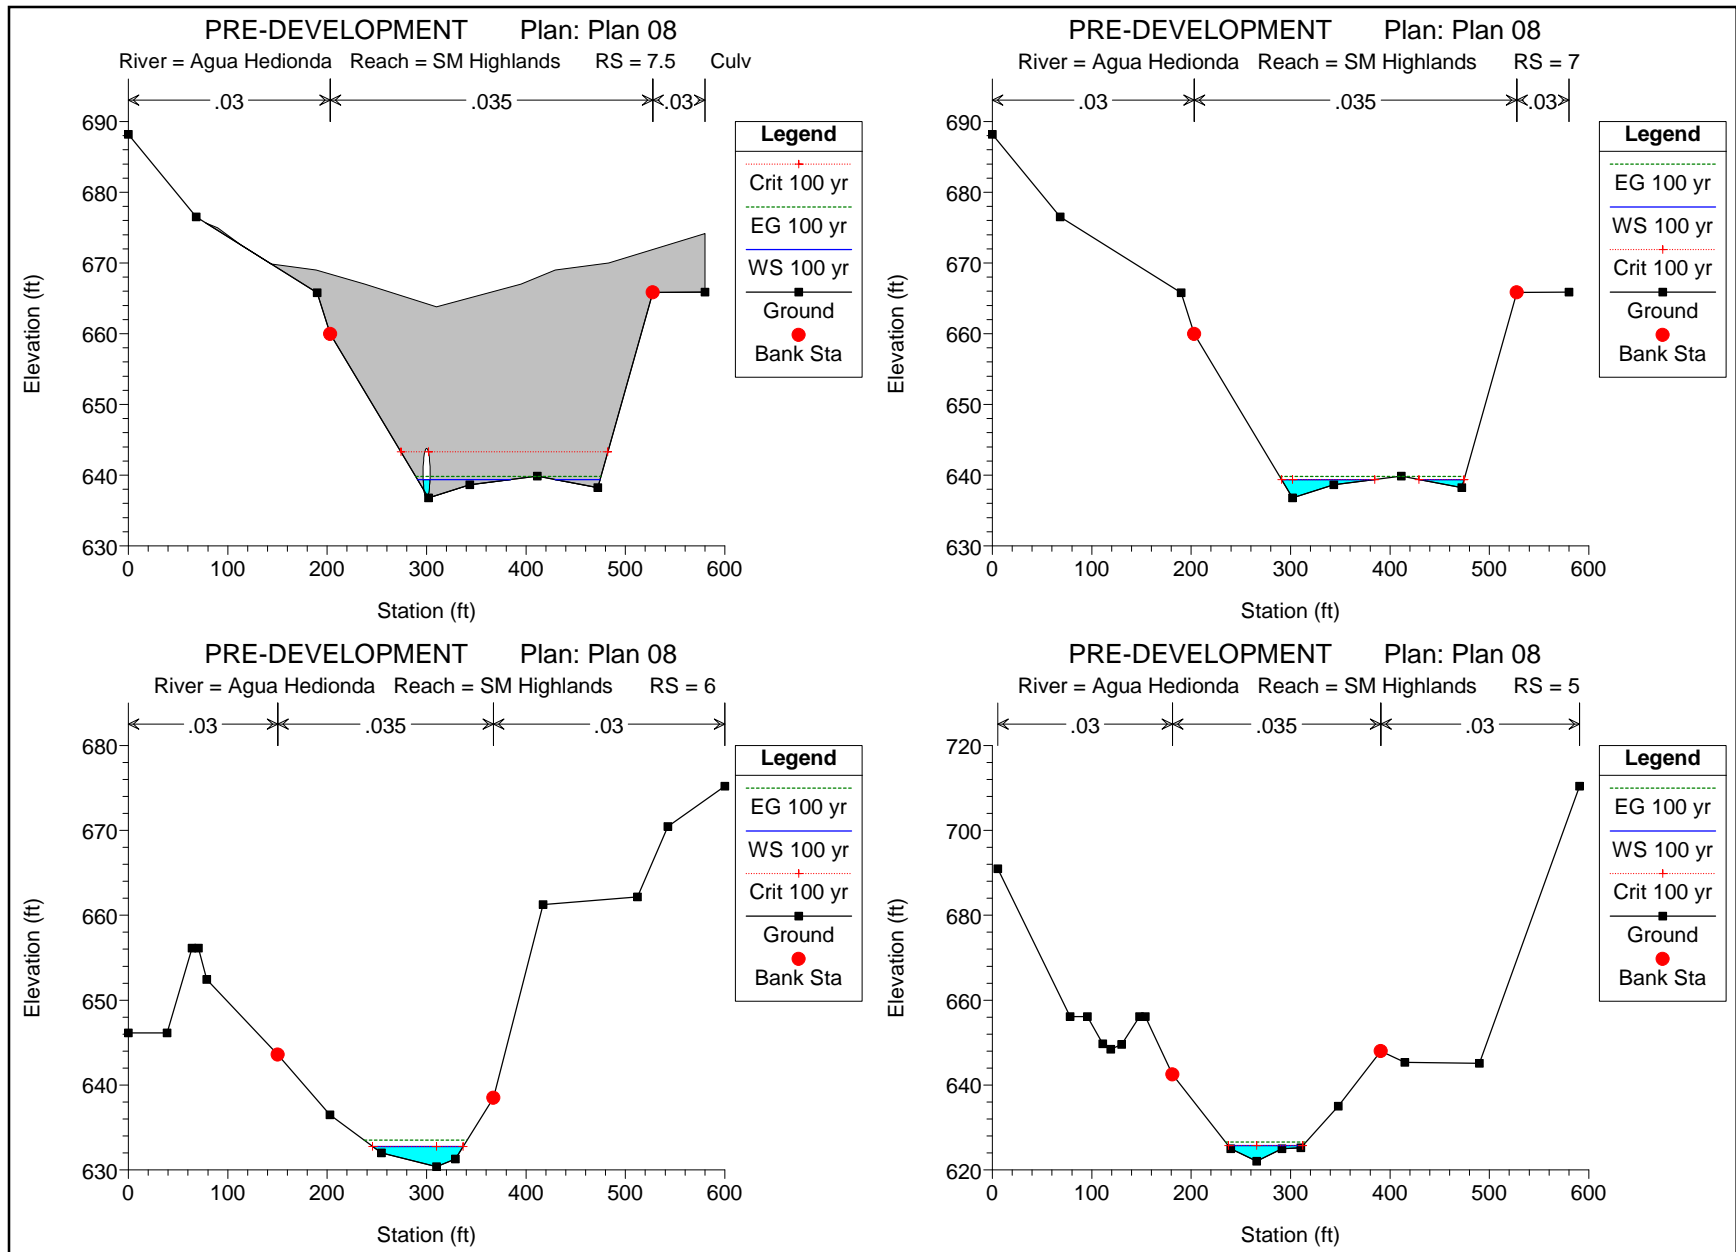 PRE-DEVELOPMENT Plan: Plan 08
River = Agua Hedionda Reach = SM Highlands RS = 7.5 Culv
.03 .035 .03
690
680
670
660
650
640
630
0 100 200 300 400 500 600
Station (ft)
Elevation (ft)
Legend
Crit 100 yr
EG 100 yr
WS 100 yr
Ground
Bank Sta
PRE-DEVELOPMENT Plan: Plan 08
River = Agua Hedionda Reach = SM Highlands RS = 7
.03 .035 .03
690
680
670
660
650
640
630
0 100 200 300 400 500 600
Station (ft)
Elevation (ft)
Legend
EG 100 yr
WS 100 yr
Crit 100 yr
Ground
Bank Sta
PRE-DEVELOPMENT Plan: Plan 08
River = Agua Hedionda Reach = SM Highlands RS = 6
.03 .035 .03
680
670
660
650
640
630
0 100 200 300 400 500 600
Station (ft)
Elevation (ft)
Legend
EG 100 yr
WS 100 yr
Crit 100 yr
Ground
Bank Sta
PRE-DEVELOPMENT Plan: Plan 08
River = Agua Hedionda Reach = SM Highlands RS = 5
.03 .035 .03
720
700
680
660
640
620
0 100 200 300 400 500 600
Station (ft)
Elevation (ft)
Legend
EG 100 yr
WS 100 yr
Crit 100 yr
Ground
Bank Sta